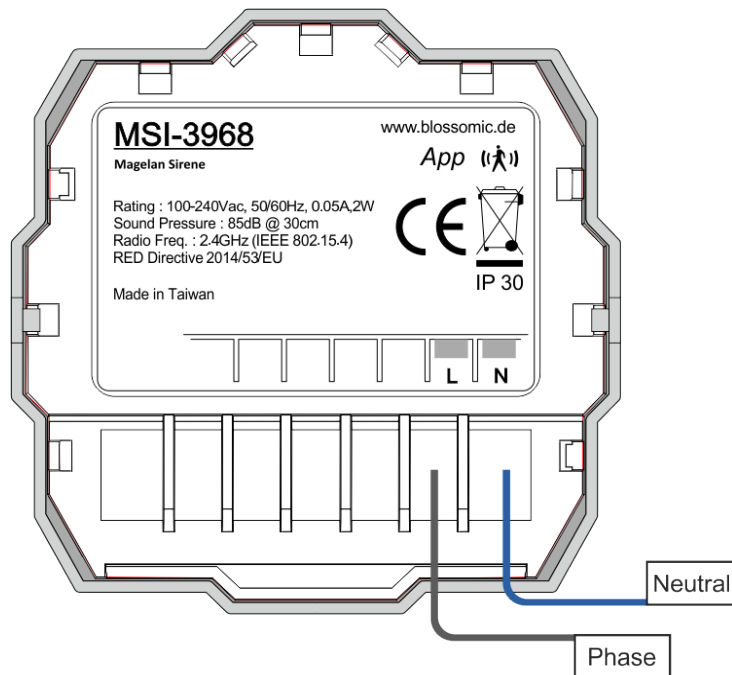 MSI-3968
www.blossomic.de
Magelan Sirene
App
Rating : 100-240Vac, 50/60Hz, 0.05A,2W
Sound Pressure : 85dB @ 30cm
Radio Freq. : 2.4GHz (IEEE 802.15.4)
RED Directive 2014/53/EU
CE
IP 30
Made in Taiwan
L N
Neutral
Phase